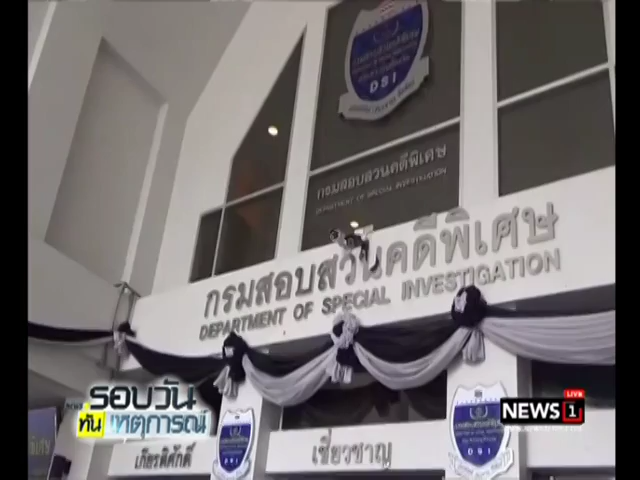 DSI
กรมสอบสวนคดีพิเศษ
DEPARTMENT OF SPECIAL INVESTIGATION
กรมสอบสวนคดีพิเศษ
DEPARTMENT OF SPECIAL INVESTIGATION
รอบวัน
ทัน เหตุการณ์
LIVE
NEWS 1
เกียรติศักดิ์
เชี่ยวชาญ
DSI
DSI